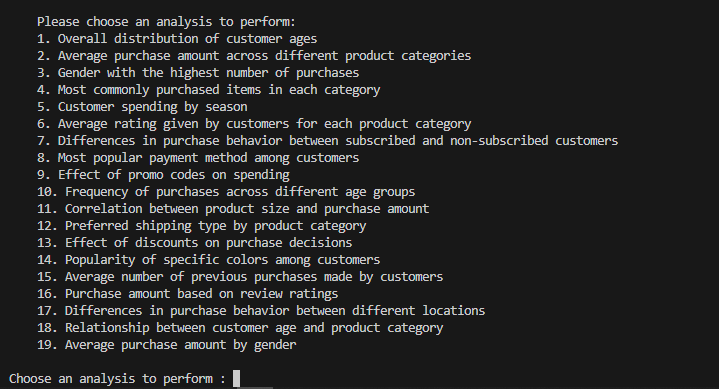 Please choose an analysis to perform:
1. Overall distribution of customer ages
2. Average purchase amount across different product categories
3. Gender with the highest number of purchases
4. Most commonly purchased items in each category
5. Customer spending by season
6. Average rating given by customers for each product category
7. Differences in purchase behavior between subscribed and non-subscribed customers
8. Most popular payment method among customers
9. Effect of promo codes on spending
10. Frequency of purchases across different age groups
11. Correlation between product size and purchase amount
12. Preferred shipping type by product category
13. Effect of discounts on purchase decisions
14. Popularity of specific colors among customers
15. Average number of previous purchases made by customers
16. Purchase amount based on review ratings
17. Differences in purchase behavior between different locations
18. Relationship between customer age and product category
19. Average purchase amount by gender
Choose an analysis to perform :